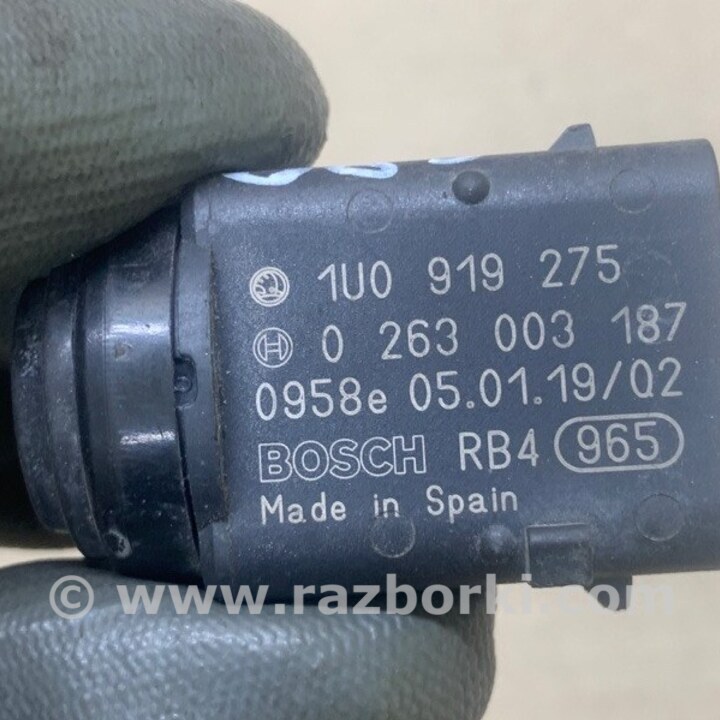 1U0 919 275
0 263 003 187
0958e 05.01.19/02
BOSCH RB4 965
Made in Spain
© www.razborki.com